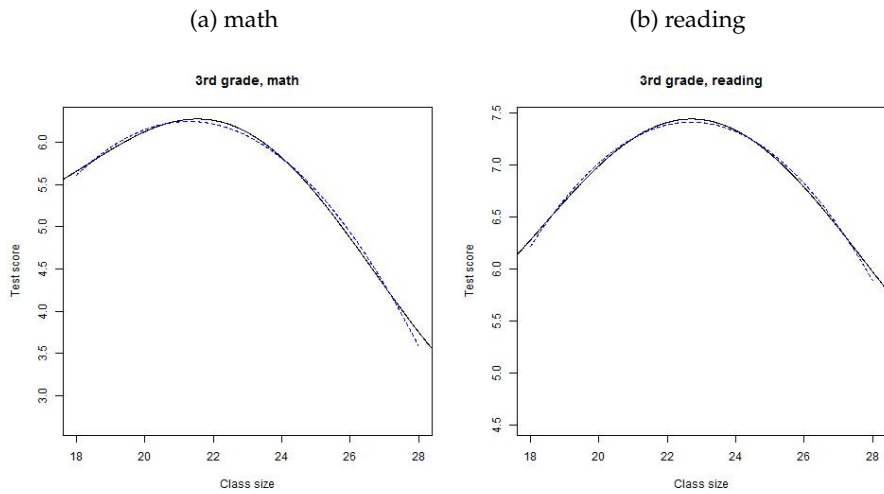 (a) math
(b) reading
3rd grade, math
3rd grade, reading
Test score
6.0
5.5
5.0
4.5
4.0
3.5
3.0
18 20 22 24 26 28
Class size
Test score
7.5
7.0
6.5
6.0
5.5
5.0
4.5
18 20 22 24 26 28
Class size